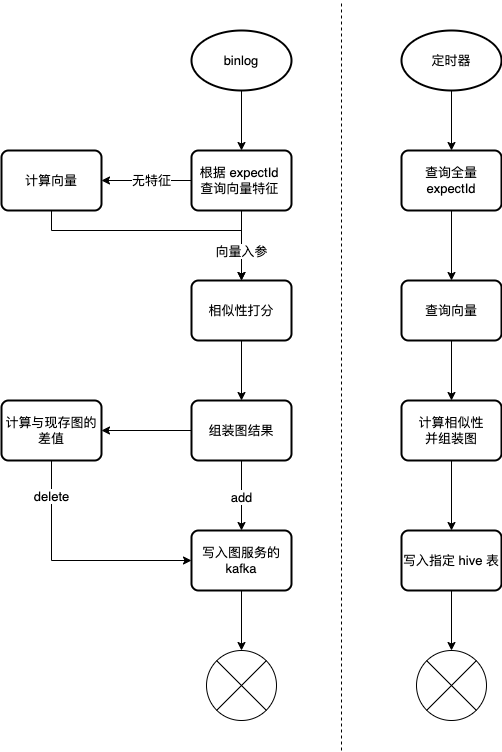 binlog
根据 expectId
查询向量特征
无特征
计算向量
向量入参
相似性打分
组装图结果
计算与现存图的
差值
delete
add
写入图服务的
kafka
定时器
查询全量
expectId
查询向量
计算相似性
并组装图
写入指定 hive 表